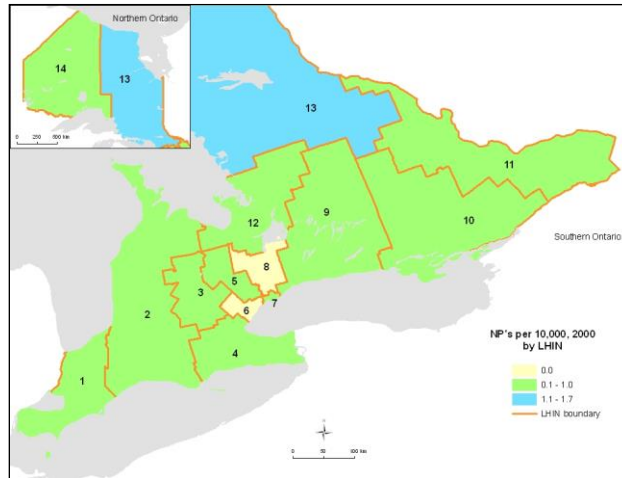 Northern Ontario
14
13
0 250 500 km
13
11
12
9
10
Southern Ontario
8
5
3
7
6
2
4
1
NP's per 10,000, 2000
by LHIN
0.0
0.1 - 1.0
1.1 - 1.7
LHIN boundary
0 50 100 km